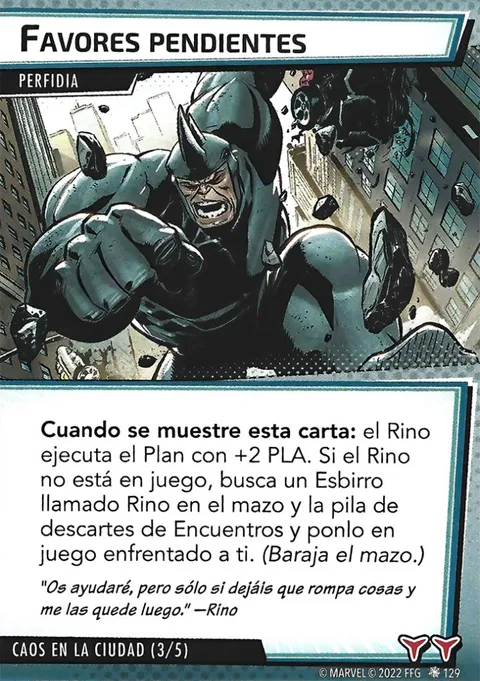 FAVORES PENDIENTES
PERFIDIA
Cuando se muestre esta carta: el Rino
ejecuta el Plan con +2 PLA. Si el Rino
no está en juego, busca un Esbirro
llamado Rino en el mazo y la pila de
descartes de Encuentros y ponlo en
juego enfrentado a ti. (Baraja el mazo.)
"Os ayudaré, pero sólo si dejáis que rompa cosas y
me las quede luego." —Rino
CAOS EN LA CIUDAD (3/5)
© MARVEL © 2022 FFG 129